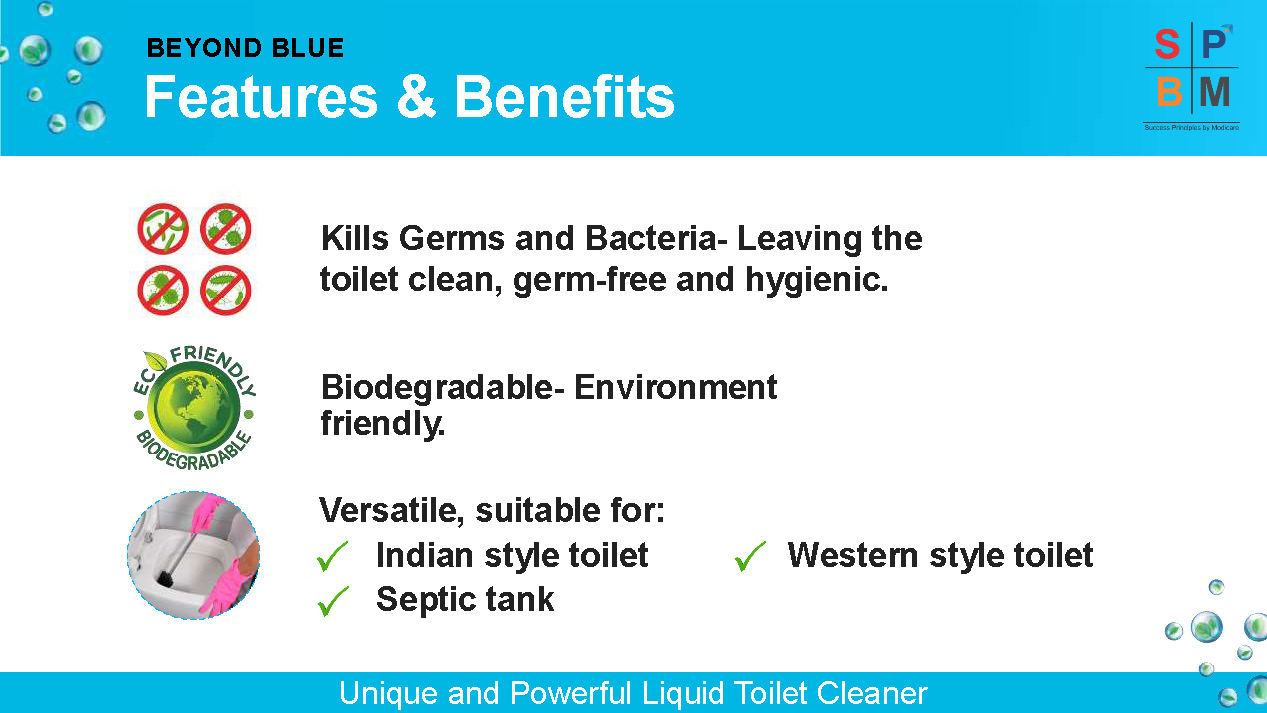 BEYOND BLUE
Features & Benefits
S P
B M
Success Principles by Modicare
Kills Germs and Bacteria- Leaving the
toilet clean, germ-free and hygienic.
ECO FRIENDLY
BIODEGRADABLE
Biodegradable- Environment
friendly.
Versatile, suitable for:
Indian style toilet
Western style toilet
Septic tank
Unique and Powerful Liquid Toilet Cleaner